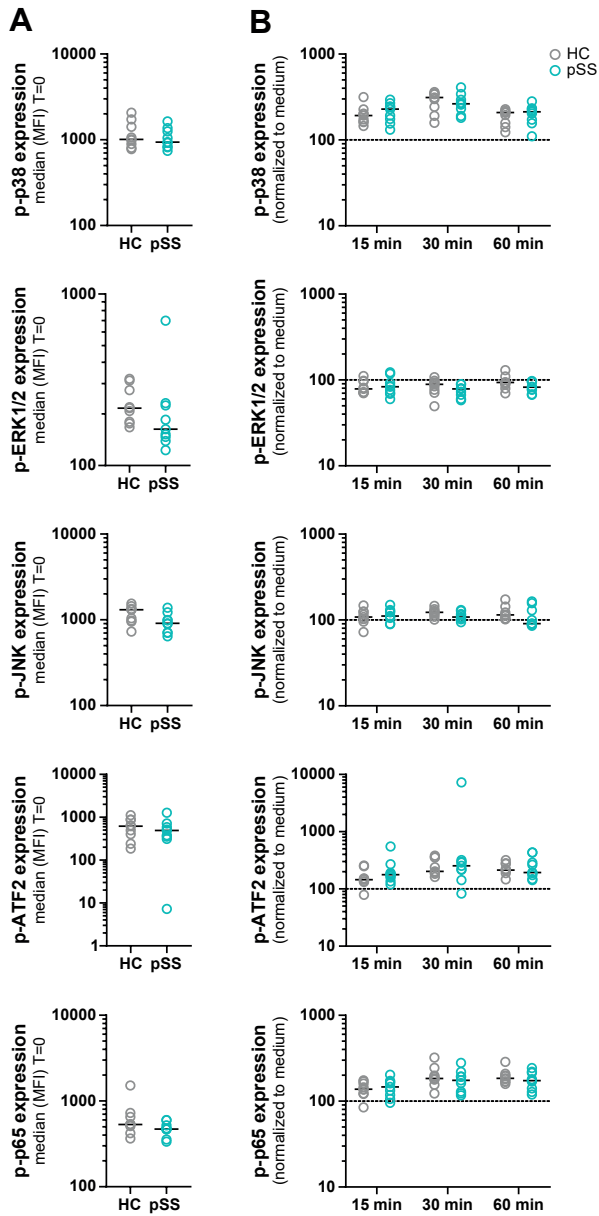 A
B
HC
pSS
p-p38 expression
median (MFI) T=0
10000
1000
100
HC pSS
p-p38 expression
(normalized to medium)
1000
100
10
15 min 30 min 60 min
p-ERK1/2 expression
median (MFI) T=0
1000
100
HC pSS
p-ERK1/2 expression
(normalized to medium)
1000
100
10
15 min 30 min 60 min
p-JNK expression
median (MFI) T=0
10000
1000
100
HC pSS
p-JNK expression
(normalized to medium)
1000
100
10
15 min 30 min 60 min
p-ATF2 expression
median (MFI) T=0
10000
1000
100
10
1
HC pSS
p-ATF2 expression
(normalized to medium)
10000
1000
100
10
15 min 30 min 60 min
p-p65 expression
median (MFI) T=0
10000
1000
100
HC pSS
p-p65 expression
(normalized to medium)
1000
100
10
15 min 30 min 60 min